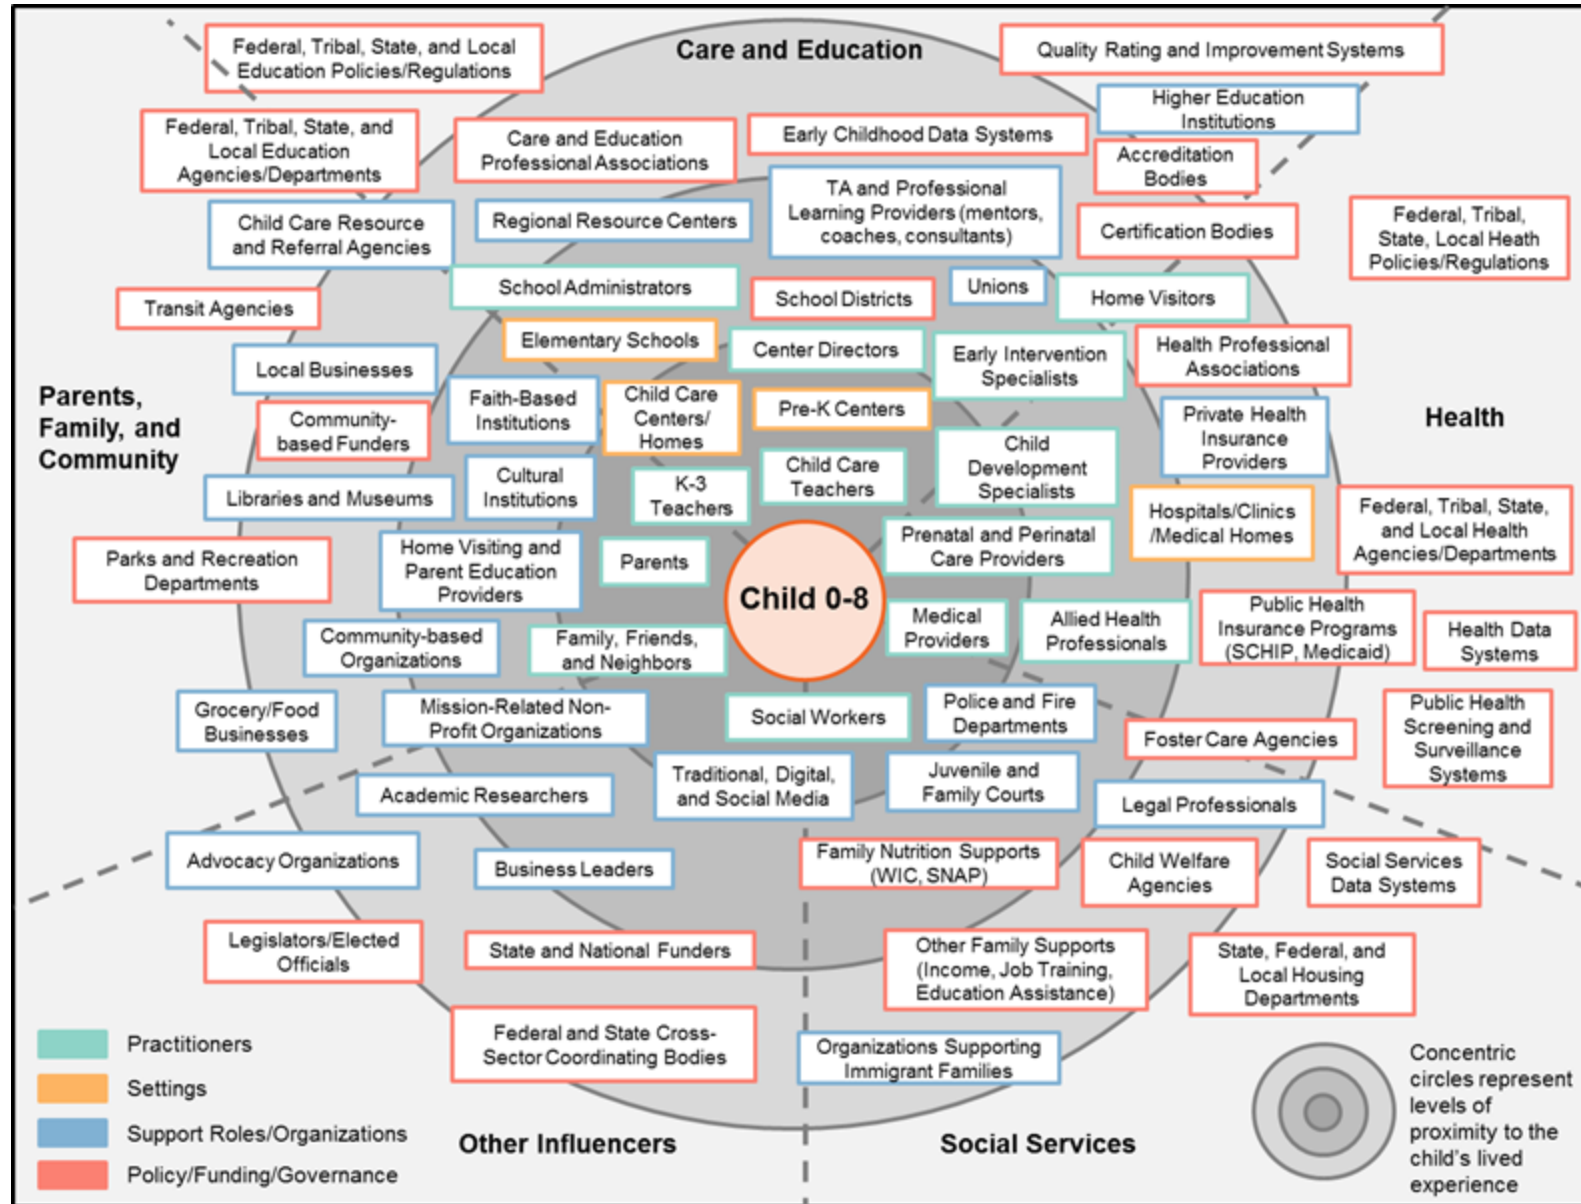 Federal, Tribal, State, and Local
Education Policies/Regulations
Care and Education
Quality Rating and Improvement Systems
Higher Education
Institutions
Federal, Tribal, State, and
Local Education
Agencies/Departments
Care and Education
Professional Associations
Early Childhood Data Systems
Accreditation
Bodies
TA and Professional
Learning Providers (mentors,
coaches, consultants)
Child Care Resource
and Referral Agencies
Regional Resource Centers
Certification Bodies
Federal, Tribal,
State, Local Heath
Policies/Regulations
Transit Agencies
School Administrators
School Districts
Unions
Home Visitors
Elementary Schools
Center Directors
Early Intervention
Specialists
Health Professional
Associations
Local Businesses
Parents,
Family, and
Community
Community-
based Funders
Faith-Based
Institutions
Child Care
Centers/
Homes
Pre-K Centers
Private Health
Insurance
Providers
Health
Libraries and Museums
Cultural
Institutions
K-3
Teachers
Child Care
Teachers
Child
Development
Specialists
Hospitals/Clinics
/Medical Homes
Federal, Tribal, State,
and Local Health
Agencies/Departments
Parks and Recreation
Departments
Home Visiting and
Parent Education
Providers
Parents
Prenatal and Perinatal
Care Providers
Child 0-8
Community-based
Organizations
Family, Friends,
and Neighbors
Medical
Providers
Allied Health
Professionals
Public Health
Insurance Programs
(SCHIP, Medicaid)
Health Data
Systems
Grocery/Food
Businesses
Mission-Related Non-
Profit Organizations
Social Workers
Police and Fire
Departments
Foster Care Agencies
Public Health
Screening and
Surveillance
Systems
Academic Researchers
Traditional, Digital,
and Social Media
Juvenile and
Family Courts
Legal Professionals
Advocacy Organizations
Business Leaders
Family Nutrition Supports
(WIC, SNAP)
Child Welfare
Agencies
Social Services
Data Systems
Legislators/Elected
Officials
State and National Funders
Other Family Supports
(Income, Job Training,
Education Assistance)
State, Federal, and
Local Housing
Departments
Federal and State Cross-
Sector Coordinating Bodies
Organizations Supporting
Immigrant Families
Practitioners
Settings
Support Roles/Organizations
Policy/Funding/Governance
Other Influencers
Social Services
Concentric
circles represent
levels of
proximity to the
child's lived
experience